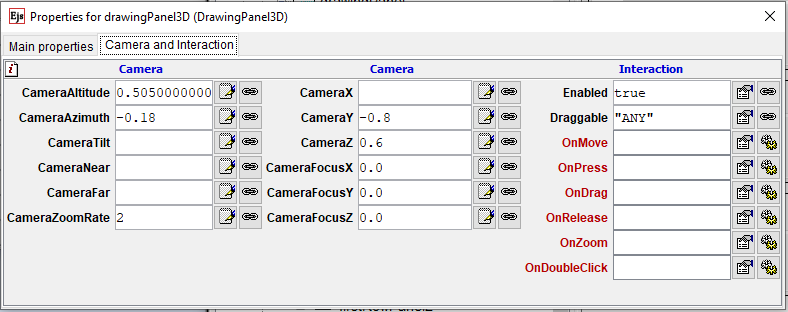 Ejs Properties for drawingPanel3D (DrawingPanel3D)
Main properties Camera and Interaction
i Camera Camera Interaction
CameraAltitude 0.5050000000 CameraX Enabled true
CameraAzimuth -0.18 CameraY -0.8 Draggable "ANY"
CameraTilt CameraZ 0.6 OnMove
CameraNear CameraFocusX 0.0 OnPress
CameraFar CameraFocusY 0.0 OnDrag
CameraZoomRate 2 CameraFocusZ 0.0 OnRelease
OnZoom
OnDoubleClick